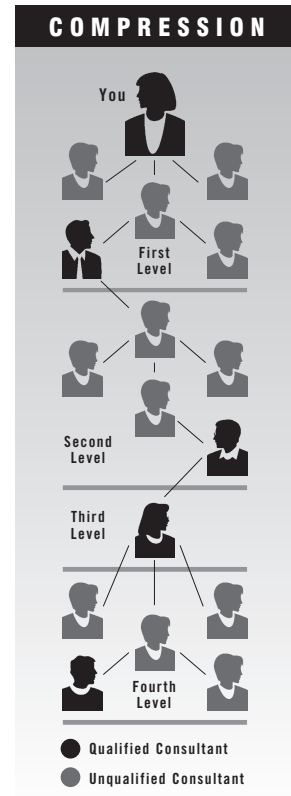 COMPRESSION
You
First
Level
Second
Level
Third
Level
Fourth
Level
Qualified Consultant
Unqualified Consultant